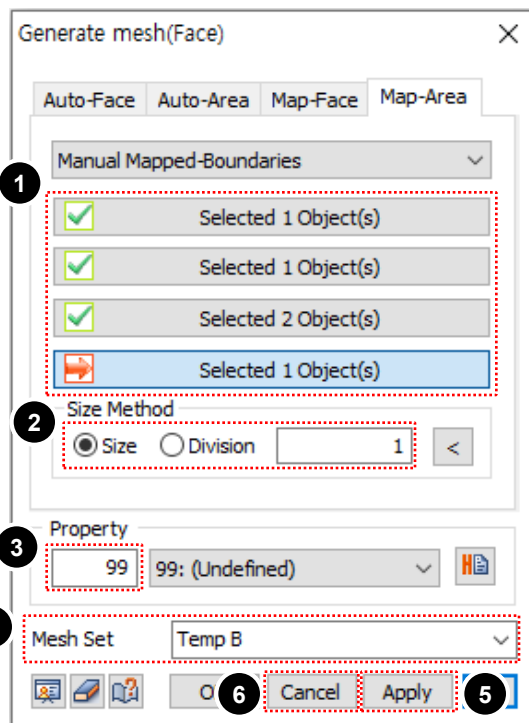 Generate mesh(Face)
Auto-Face Auto-Area Map-Face Map-Area
Manual Mapped-Boundaries
1
Selected 1 Object(s)
Selected 1 Object(s)
Selected 2 Object(s)
Selected 1 Object(s)
Size Method
2
Size Division 1 <
Property
3
99 99: (Undefined)
Mesh Set Temp B
6 Cancel Apply 5